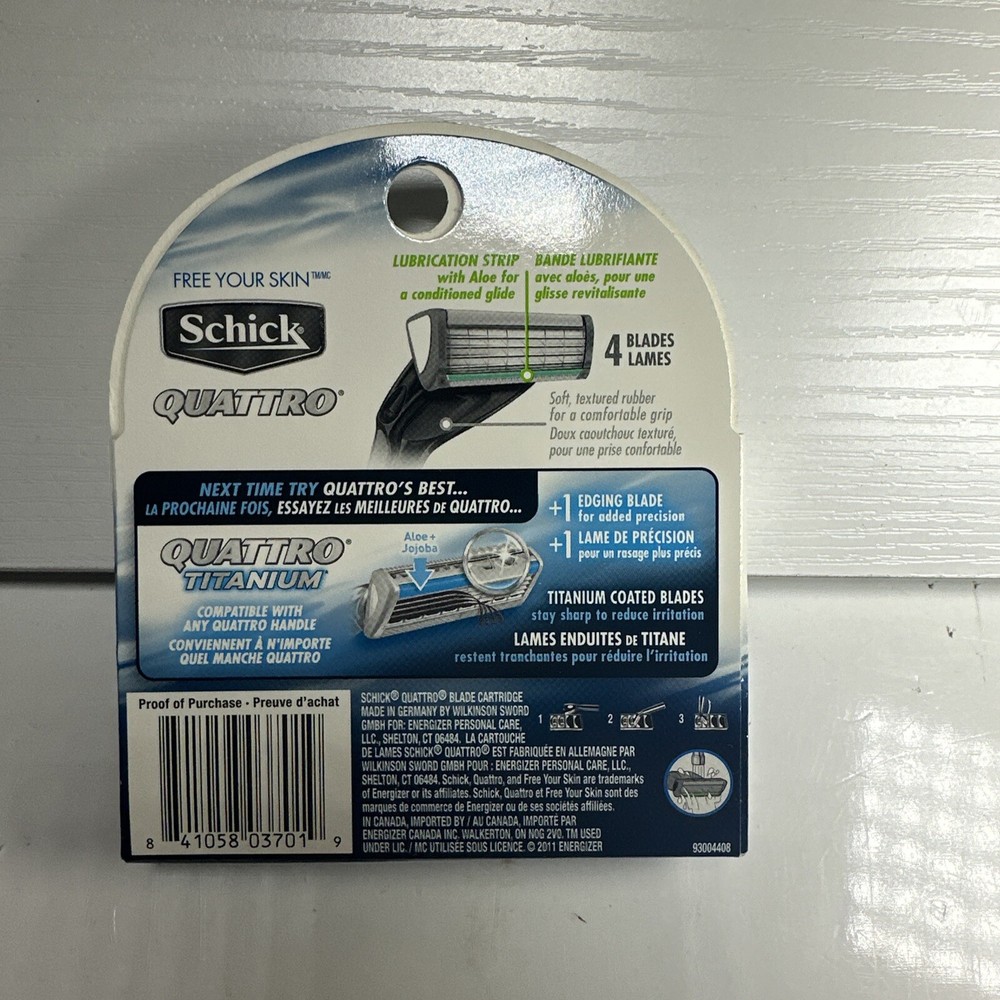 LUBRICATION STRIP
with Aloe for
a conditioned glide
BANDE LUBRIFIANTE
avec aloès, pour une
glisse revitalisante
FREE YOUR SKIN™/MC
Schick®
QUATTRO®
4 BLADES
LAMES
Soft, textured rubber
for a comfortable grip
Doux caoutchouc texturé,
pour une prise confortable
NEXT TIME TRY QUATTRO'S BEST...
LA PROCHAINE FOIS, ESSAYEZ LES MEILLEURES DE QUATTRO...
+1 EDGING BLADE
for added precision
+1 LAME DE PRÉCISION
pour un rasage plus précis
QUATTRO®
TITANIUM
Aloe +
Jojoba
COMPATIBLE WITH
ANY QUATTRO HANDLE
CONVIENNENT À N'IMPORTE
QUEL MANCHE QUATTRO
TITANIUM COATED BLADES
stay sharp to reduce irritation
LAMES ENDUITES DE TITANE
restent tranchantes pour réduire l'irritation
Proof of Purchase · Preuve d'achat
8 41058 03701 9
SCHICK® QUATTRO® BLADE CARTRIDGE
MADE IN GERMANY BY WILKINSON SWORD
GMBH FOR: ENERGIZER PERSONAL CARE,
LLC., SHELTON, CT 06484. LA CARTOUCHE
DE LAMES SCHICK® QUATTRO® EST FABRIQUÉE EN ALLEMAGNE PAR
WILKINSON SWORD GMBH POUR : ENERGIZER PERSONAL CARE, LLC.,
SHELTON, CT 06484. Schick, Quattro, and Free Your Skin are trademarks
of Energizer or its affiliates. Schick, Quattro et Free Your Skin sont des
marques de commerce de Energizer ou de ses sociétés affiliées.
IN CANADA, IMPORTED BY / AU CANADA, IMPORTÉ PAR
ENERGIZER CANADA INC. WALKERTON, ON N0G 2V0. TM USED
UNDER LIC. / MC UTILISÉE SOUS LICENCE. © 2011 ENERGIZER
1 2 3
93004408